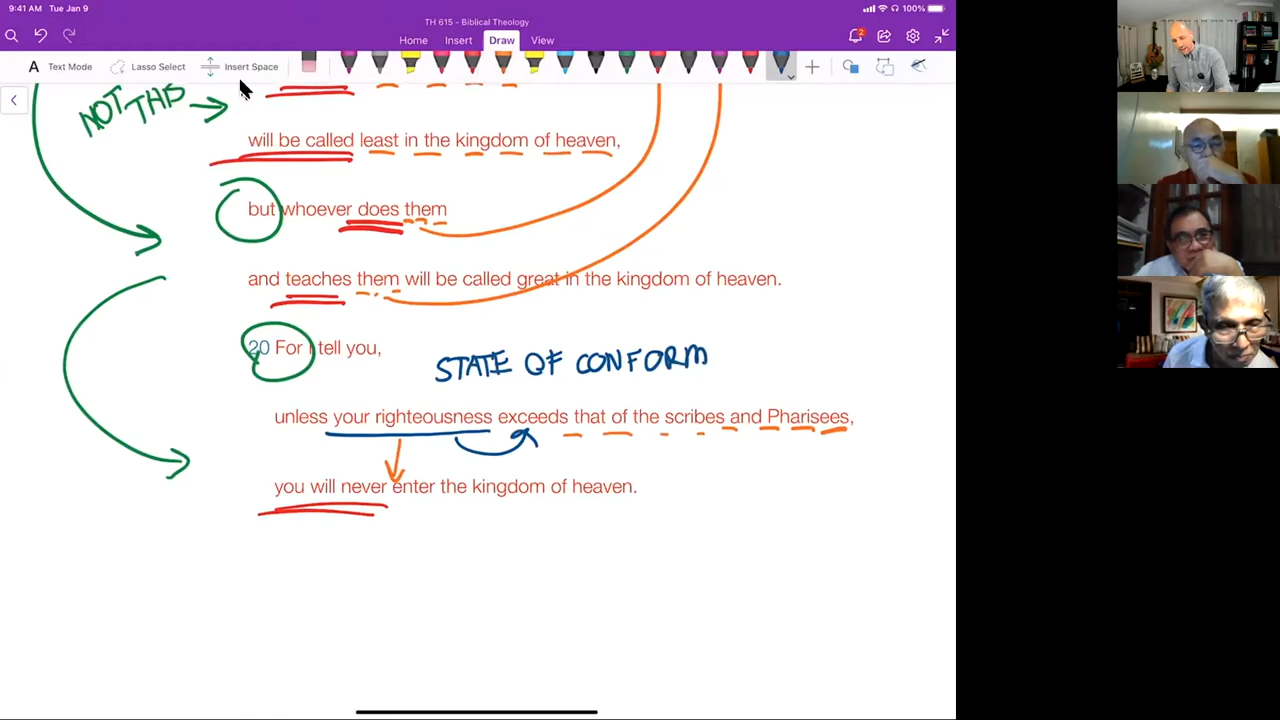 9:41 AM Tue Jan 9
100%
TH 615 - Biblical Theology
Home Insert Draw View
2
A Text Mode Lasso Select Insert Space
NOT THIS
will be called least in the kingdom of heaven,
but whoever does them
and teaches them will be called great in the kingdom of heaven.
20 For I tell you,
STATE OF CONFORM
unless your righteousness exceeds that of the scribes and Pharisees,
you will never enter the kingdom of heaven.